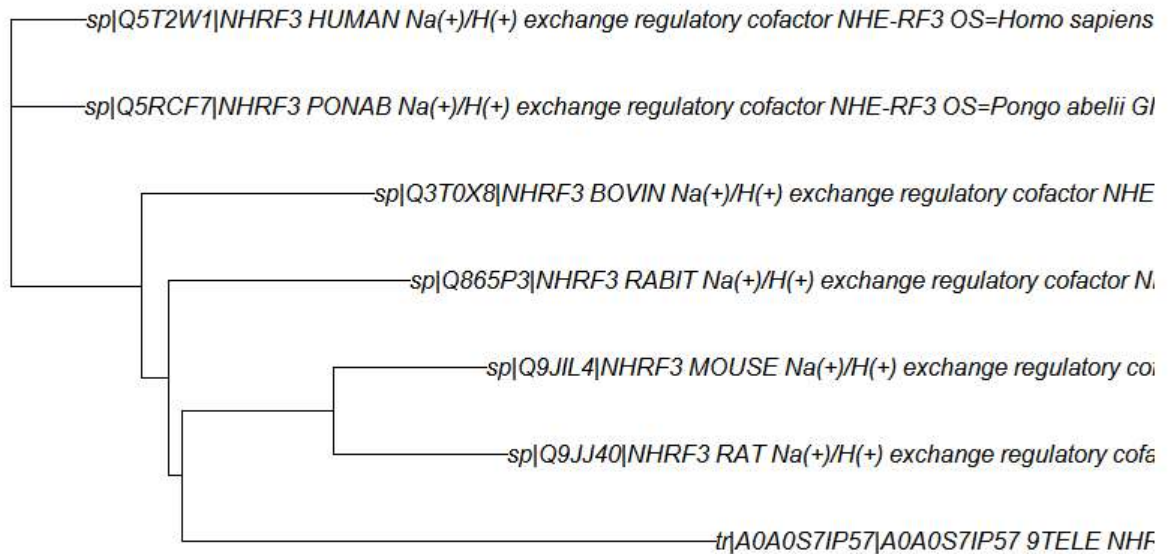 sp|Q5T2W1|NHRF3 HUMAN Na(+)/H(+) exchange regulatory cofactor NHE-RF3 OS=Homo sapiens
sp|Q5RCF7|NHRF3 PONAB Na(+)/H(+) exchange regulatory cofactor NHE-RF3 OS=Pongo abelii
sp|Q3T0X8|NHRF3 BOVIN Na(+)/H(+) exchange regulatory cofactor NHE
sp|Q865P3|NHRF3 RABIT Na(+)/H(+) exchange regulatory cofactor
sp|Q9JIL4|NHRF3 MOUSE Na(+)/H(+) exchange regulatory
sp|Q9JJ40|NHRF3 RAT Na(+)/H(+) exchange regulatory
tr|A0A0S7IP57|A0A0S7IP57 9TELE